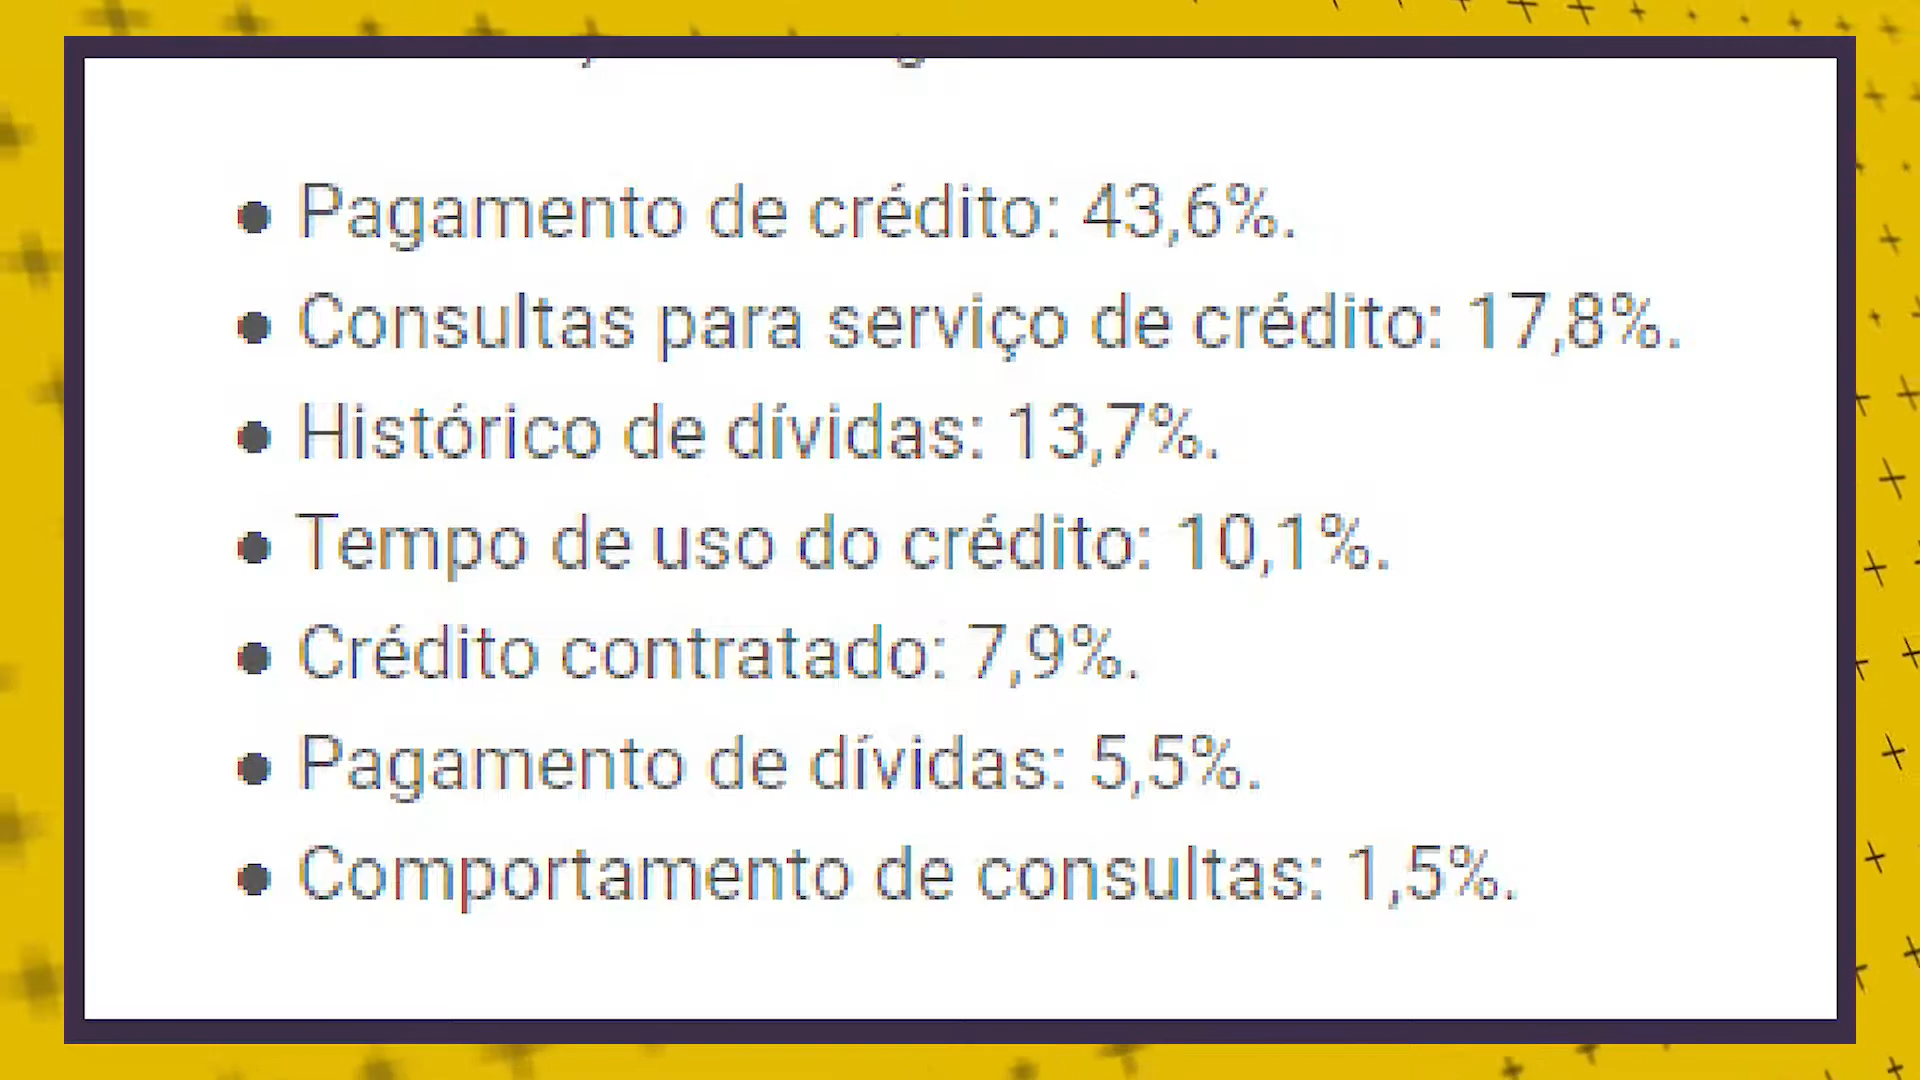 • Pagamento de crédito: 43,6%.
• Consultas para serviço de crédito: 17,8%.
• Histórico de dívidas: 13,7%.
• Tempo de uso do crédito: 10,1%.
• Crédito contratado: 7,9%.
• Pagamento de dívidas: 5,5%.
• Comportamento de consultas: 1,5%.